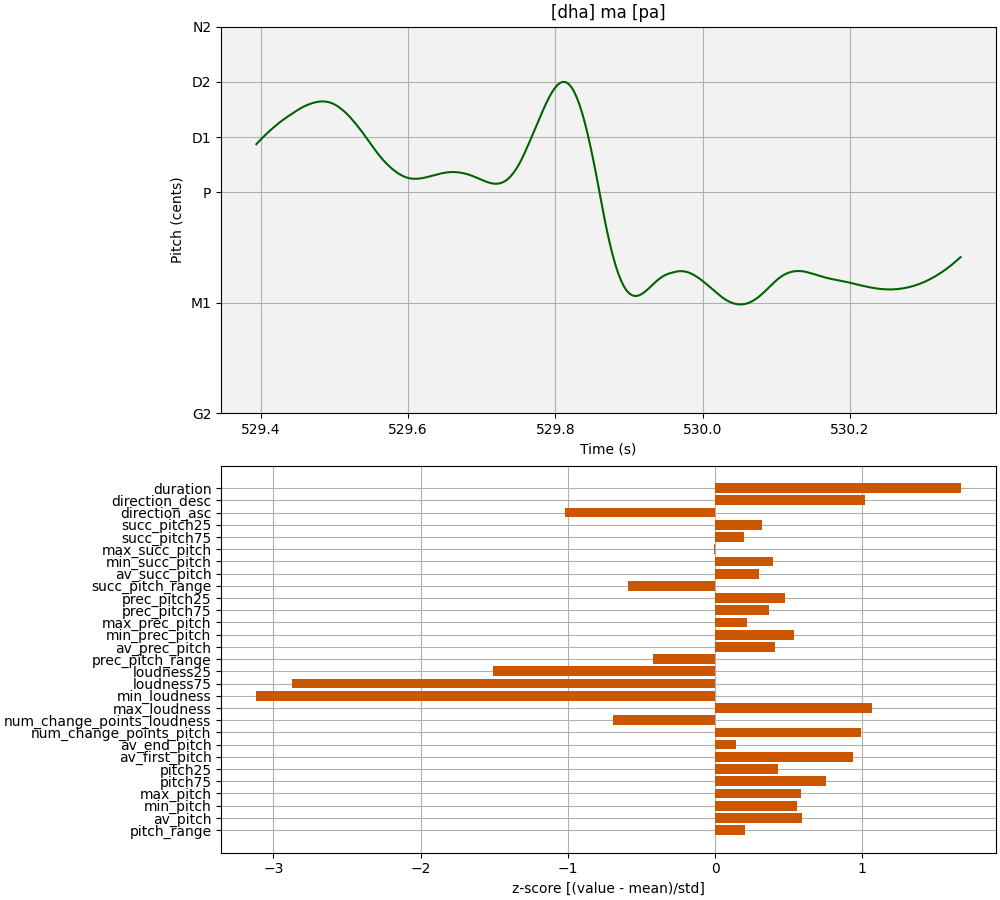 [dha] ma [pa]
N2
D2
D1
P
M1
G2
Pitch (cents)
529.4 529.6 529.8 530.0 530.2
Time (s)
duration
direction_desc
direction_asc
succ_pitch25
succ_pitch75
max_succ_pitch
min_succ_pitch
av_succ_pitch
succ_pitch_range
prec_pitch25
prec_pitch75
max_prec_pitch
min_prec_pitch
av_prec_pitch
prec_pitch_range
loudness25
loudness75
min_loudness
max_loudness
num_change_points_loudness
num_change_points_pitch
av_end_pitch
av_first_pitch
pitch25
pitch75
max_pitch
min_pitch
av_pitch
pitch_range
−3 −2 −1 0 1
z-score [(value - mean)/std]